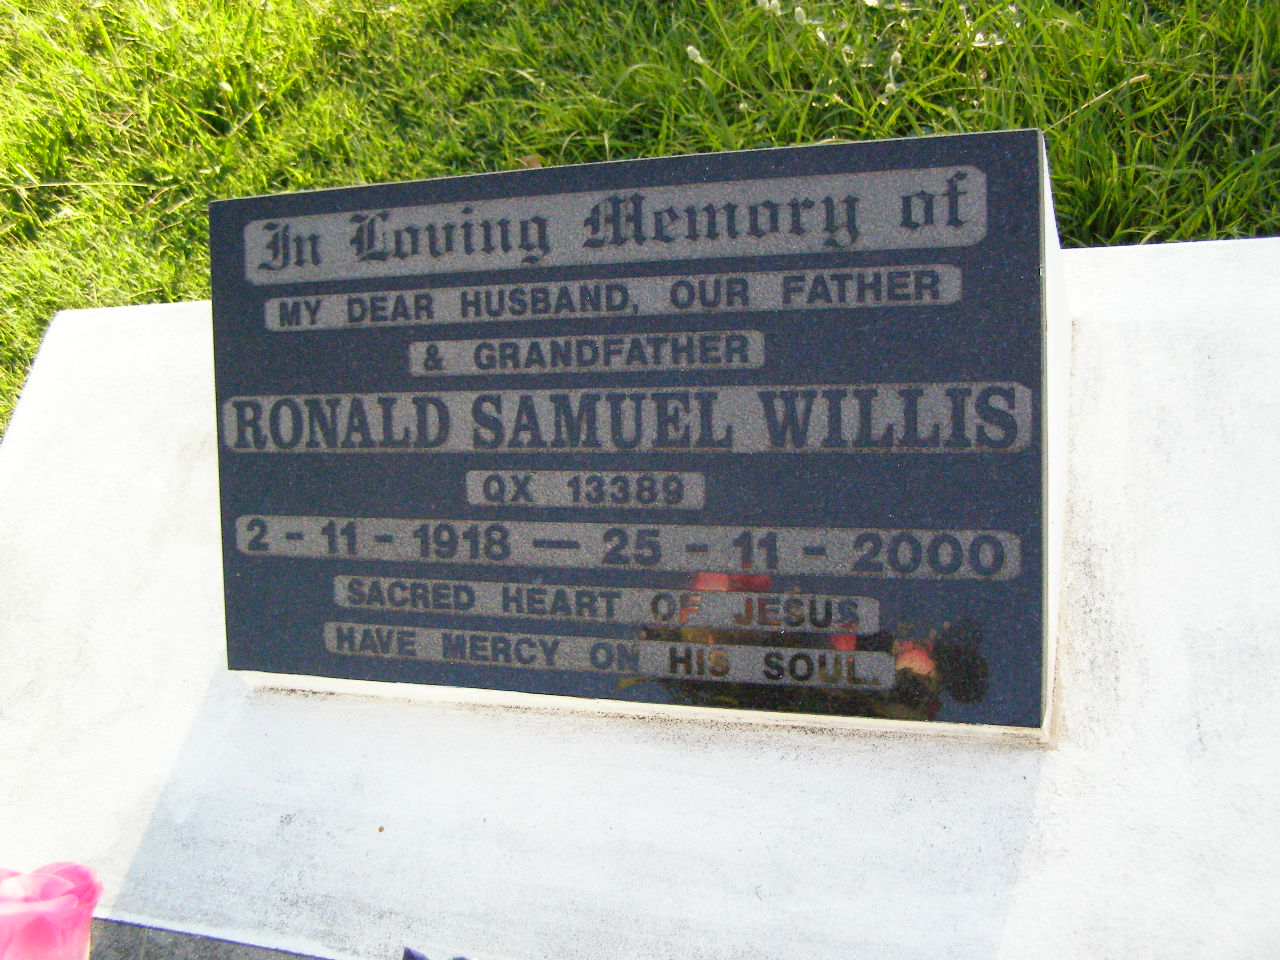 In Loving Memory of
MY DEAR HUSBAND, OUR FATHER
& GRANDFATHER
RONALD SAMUEL WILLIS
QX 13389
2 - 11 - 1918 — 25 - 11 - 2000
SACRED HEART OF JESUS
HAVE MERCY ON HIS SOUL.